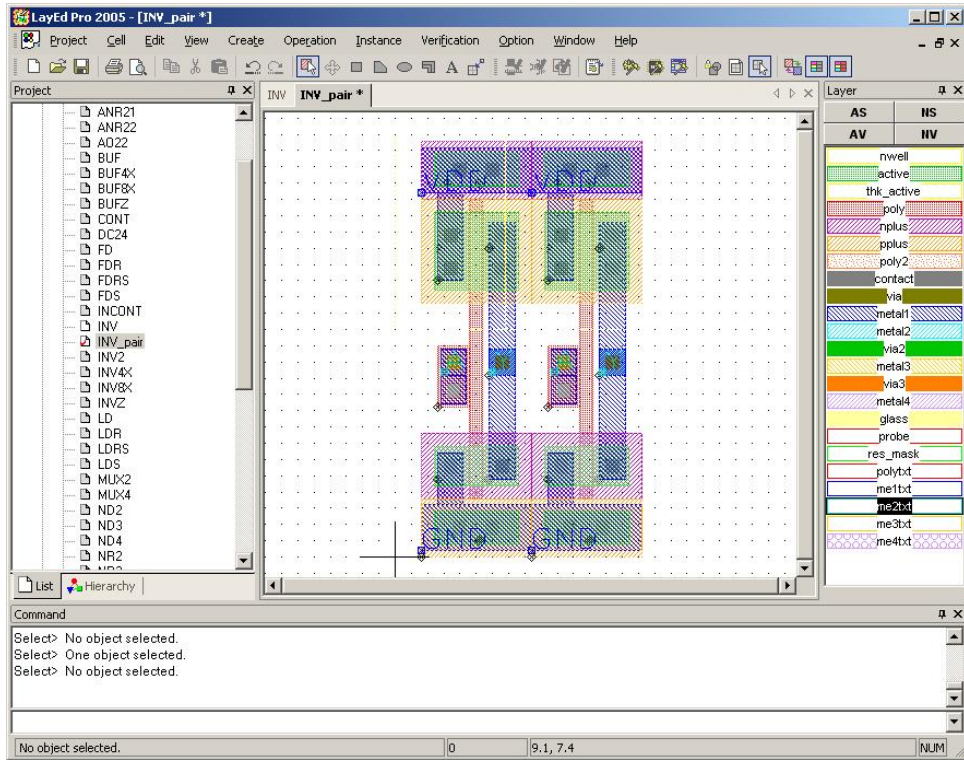 LayEd Pro 2005 - [INV_pair *]
Project Cell Edit View Create Operation Instance Verification Option Window Help
Project
ANR21
ANR22
AO22
BUF
BUF4X
BUF8X
BUFZ
CONT
DC24
FD
FDR
FDRS
FDS
INCONT
INV
INV_pair
INV2
INV4X
INV8X
INVZ
LD
LDR
LDRS
LDS
MUX2
MUX4
ND2
ND3
ND4
NR2
List Hierarchy
INV INV_pair *
VDD VDD
GND GND
Layer
AS NS
AV NV
nwell
active
thk_active
poly
nplus
pplus
poly2
contact
via
metal1
metal2
via2
metal3
via3
metal4
glass
probe
res_mask
polytxt
me1txt
me2txt
me3txt
me4txt
Command
Select> No object selected.
Select> One object selected.
Select> No object selected.
No object selected. 0 9.1, 7.4 NUM